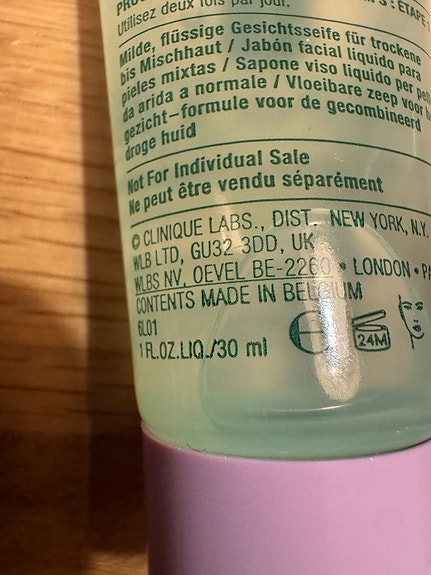 Utilisez deux fois par jour.
Milde, flüssige Gesichtsseife für trockene
bis Mischhaut / Jabón facial líquido para
pieles mixtas / Sapone viso liquido per
da arida a normale / Vloeibare zeep voor
gezicht–formule voor de gecombineerd
droge huid
Not For Individual Sale
Ne peut être vendu séparément
© CLINIQUE LABS., DIST. NEW YORK, N.Y.
WLB LTD, GU32 3DD, UK
WLBS NV, OEVEL BE-2260 • LONDON •
CONTENTS MADE IN BELGIUM
6L01
1 FL.OZ.LIQ./30 ml e 24M